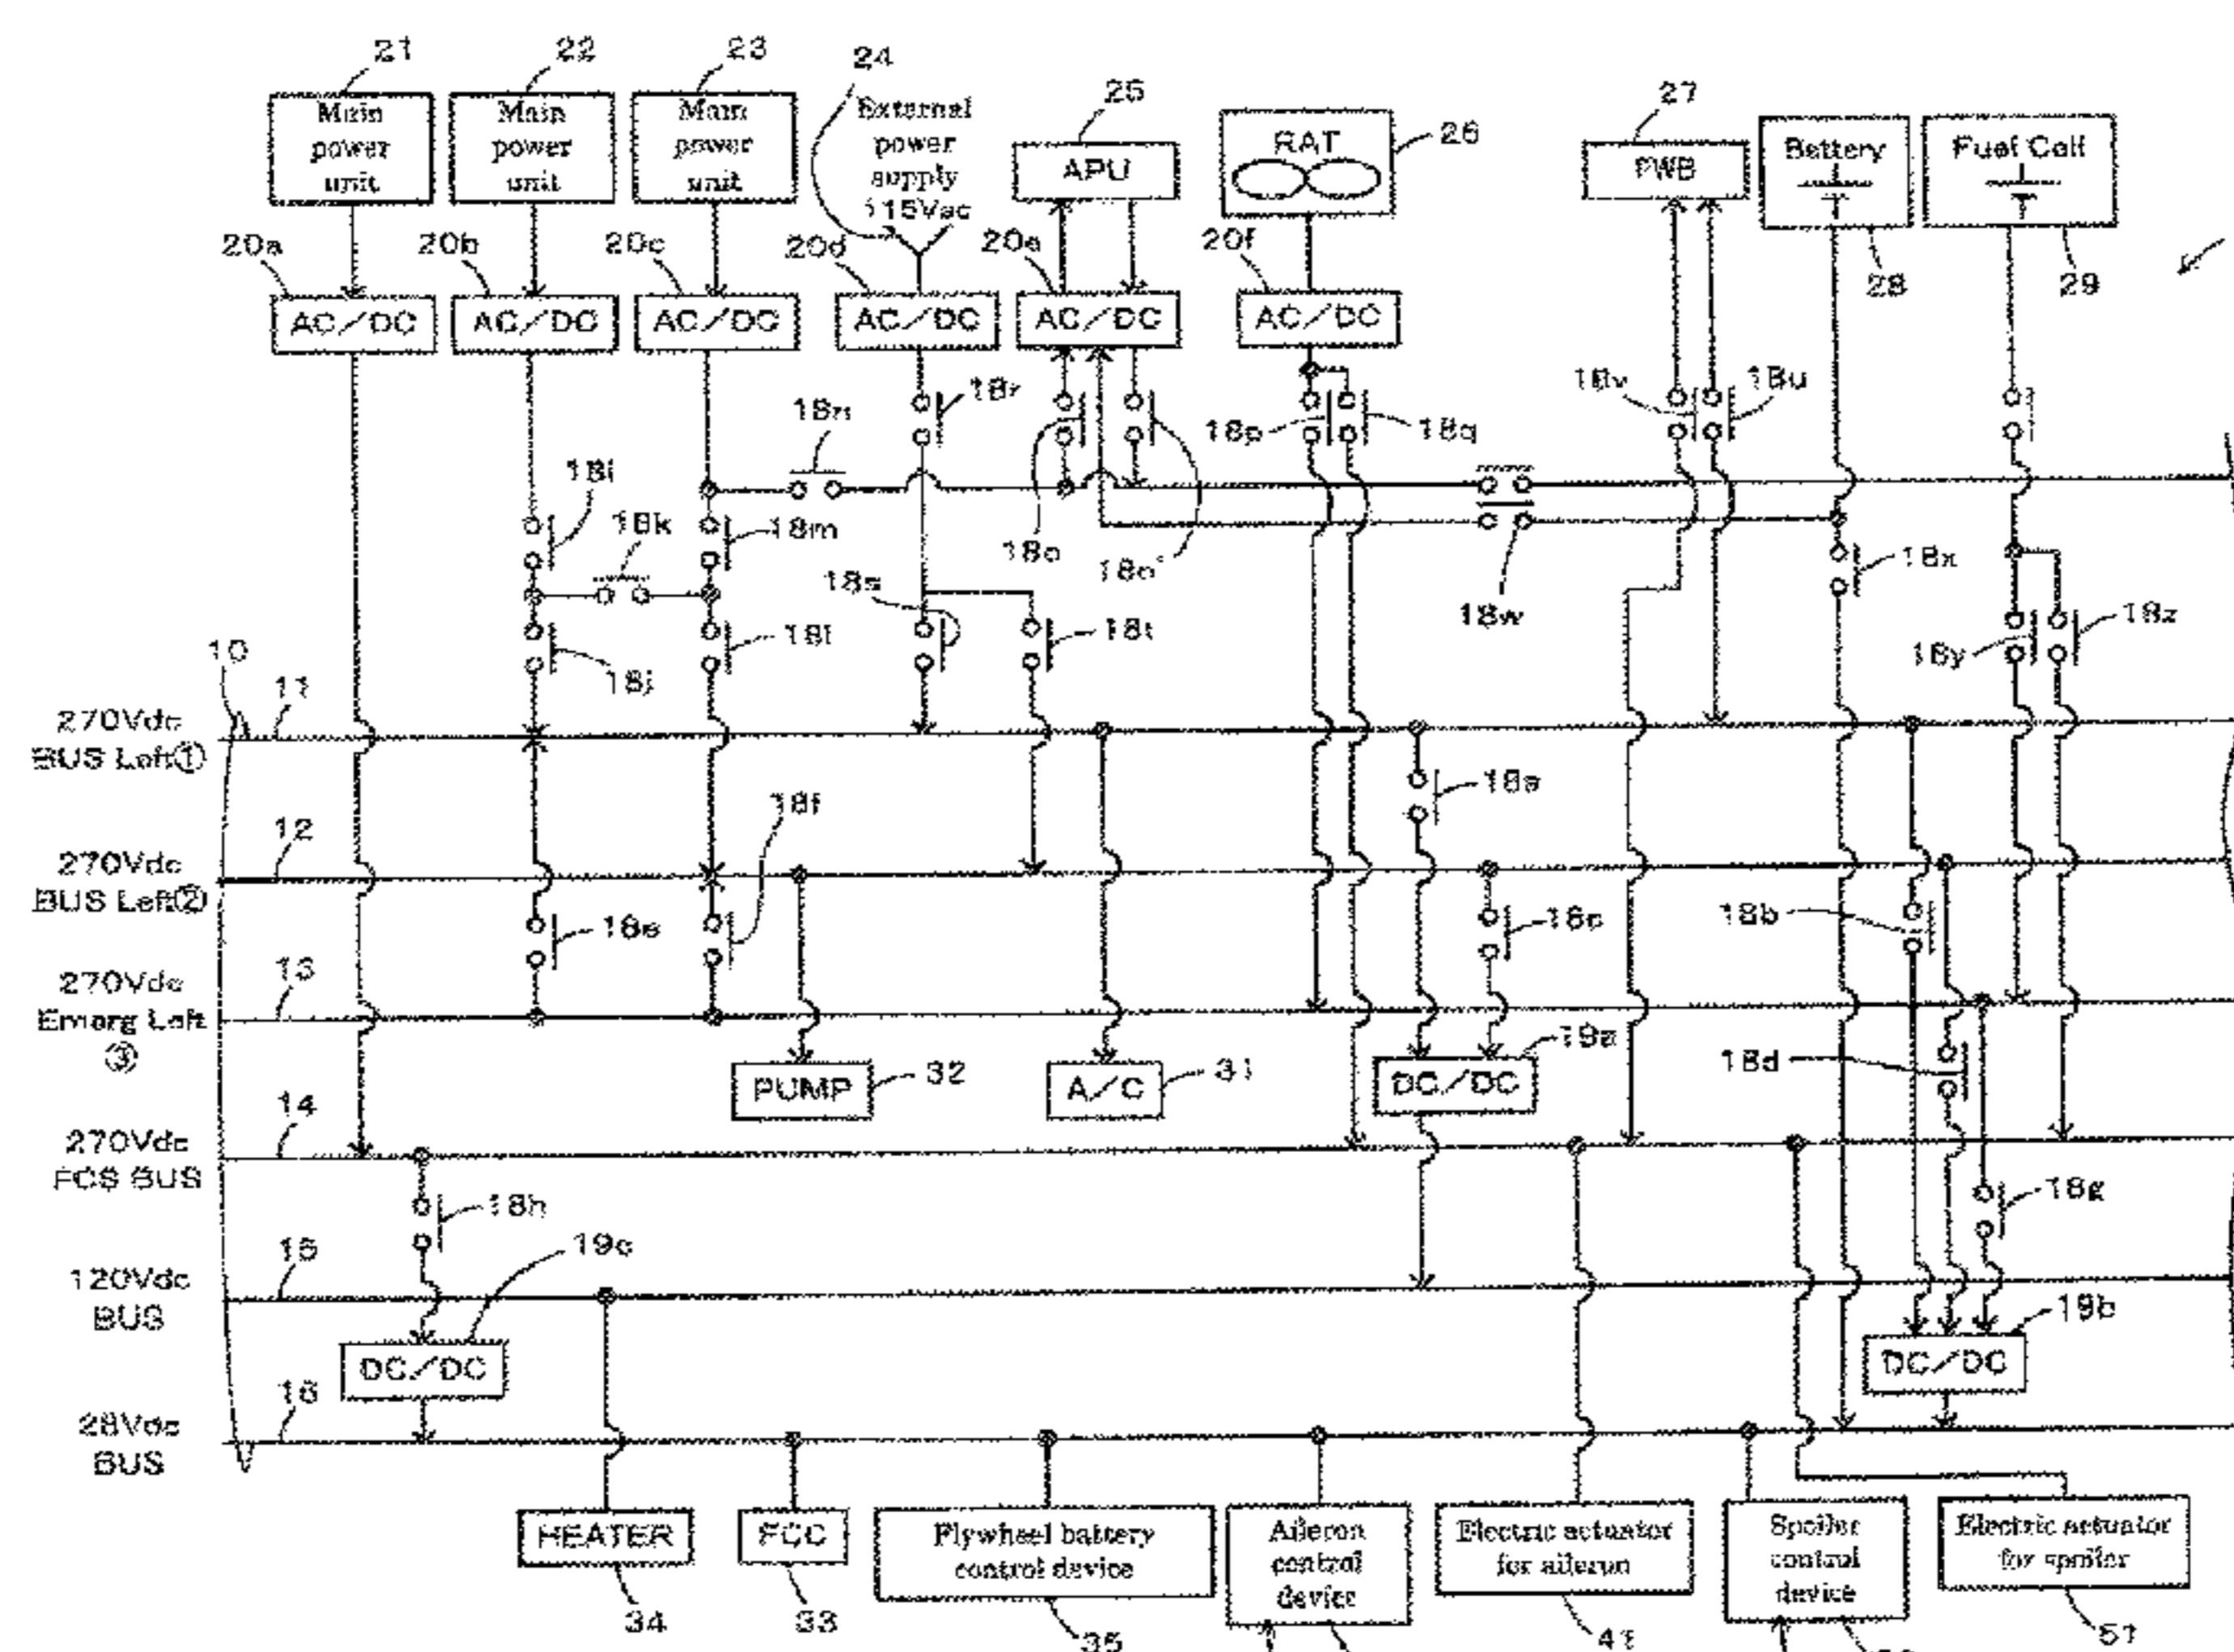 21
22
23
24
25
26
27
Main
power
unit
Main
power
unit
Main
power
unit
External
power
supply
115Vac
APU
RAT
PWB
Battery
Fuel Cell
28
29
20a
20b
20c
20d
20e
20f
AC/DC
AC/DC
AC/DC
AC/DC
AC/DC
AC/DC
18r
18n
18p
18q
18v
18u
18i
18k
18m
18o
18o'
18w
18x
18s
18t
18j
18l
18y
18z
10
11
270Vdc
BUS Left①
18a
18f
12
270Vdc
BUS Left②
18e
18c
18b
13
270Vdc
Emerg Left
③
PUMP
32
A/C
31
DC/DC
19a
18d
14
270Vdc
FCS BUS
18h
18g
19c
15
120Vdc
BUS
DC/DC
19b
DC/DC
16
28Vdc
BUS
HEATER
FCC
Flywheel battery
control device
Aileron
control
device
Electric actuator
for aileron
Spoiler
control
device
Electric actuator
for spoiler
34
33
35
41
51